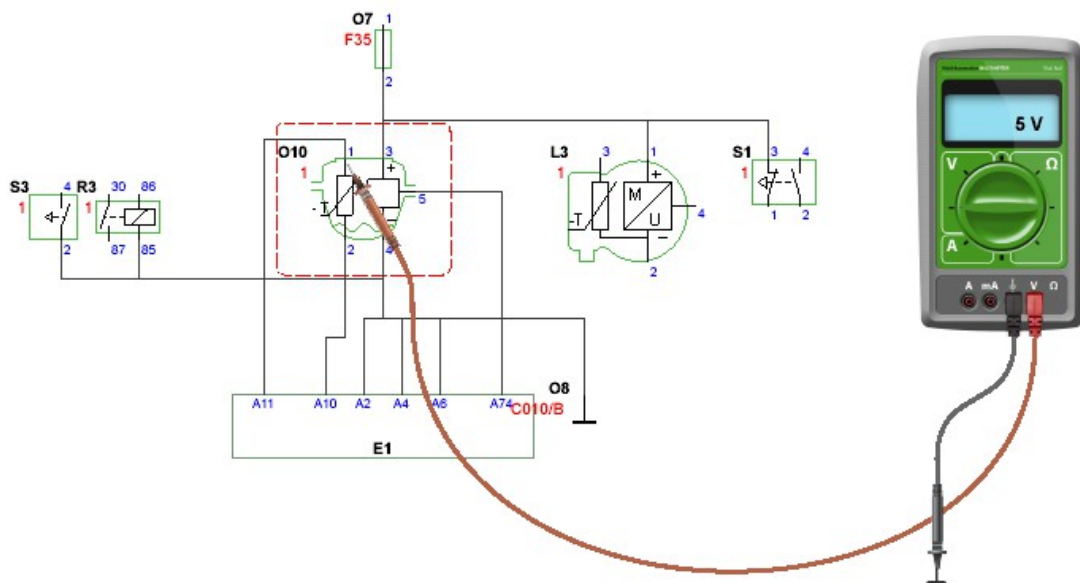 O7 1
F35
2
5 V
V Ω
A
A mA V Ω
O10 1 3
1
+
5
-T
−
2 4
S3 4 R3 30 86
1 1
2 87 85
L3 3 1
1
+
M
U
4
-T
−
2
S1 3 4
1
1 2
O8
A11 A10 A2 A4 A6 A74 C010/B
E1